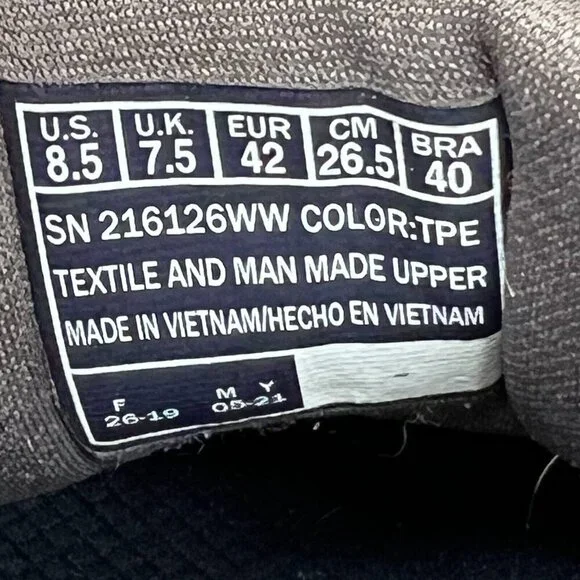 U.S. U.K. EUR CM BRA
8.5 7.5 42 26.5 40
SN 216126WW COLOR:TPE
TEXTILE AND MAN MADE UPPER
MADE IN VIETNAM/HECHO EN VIETNAM
F M Y
26-19 05-21